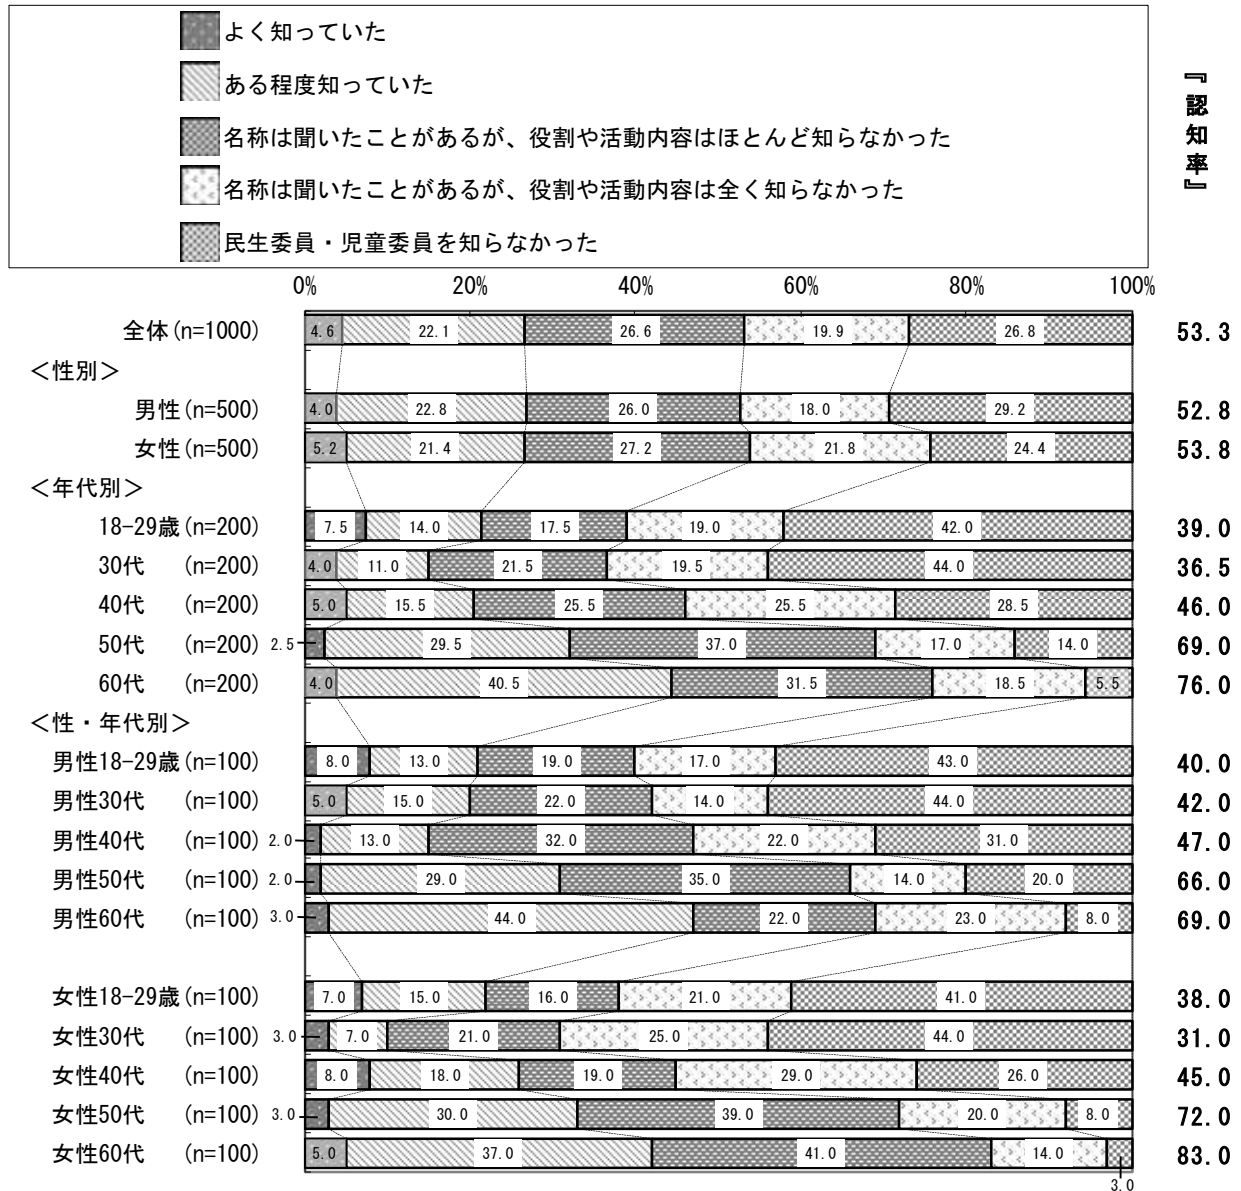 よく知っていた
ある程度知っていた
名称は聞いたことがあるが、役割や活動内容はほとんど知らなかった
名称は聞いたことがあるが、役割や活動内容は全く知らなかった
民生委員・児童委員を知らなかった
『認知率』
0% 20% 40% 60% 80% 100%
全体(n=1000) 4.6 22.1 26.6 19.9 26.8 53.3
＜性別＞
男性(n=500) 4.0 22.8 26.0 18.0 29.2 52.8
女性(n=500) 5.2 21.4 27.2 21.8 24.4 53.8
＜年代別＞
18-29歳(n=200) 7.5 14.0 17.5 19.0 42.0 39.0
30代 (n=200) 4.0 11.0 21.5 19.5 44.0 36.5
40代 (n=200) 5.0 15.5 25.5 25.5 28.5 46.0
50代 (n=200) 2.5 29.5 37.0 17.0 14.0 69.0
60代 (n=200) 4.0 40.5 31.5 18.5 5.5 76.0
＜性・年代別＞
男性18-29歳(n=100) 8.0 13.0 19.0 17.0 43.0 40.0
男性30代 (n=100) 5.0 15.0 22.0 14.0 44.0 42.0
男性40代 (n=100) 2.0 13.0 32.0 22.0 31.0 47.0
男性50代 (n=100) 2.0 29.0 35.0 14.0 20.0 66.0
男性60代 (n=100) 3.0 44.0 22.0 23.0 8.0 69.0
女性18-29歳(n=100) 7.0 15.0 16.0 21.0 41.0 38.0
女性30代 (n=100) 3.0 7.0 21.0 25.0 44.0 31.0
女性40代 (n=100) 8.0 18.0 19.0 29.0 26.0 45.0
女性50代 (n=100) 3.0 30.0 39.0 20.0 8.0 72.0
女性60代 (n=100) 5.0 37.0 41.0 14.0 83.0
3.0